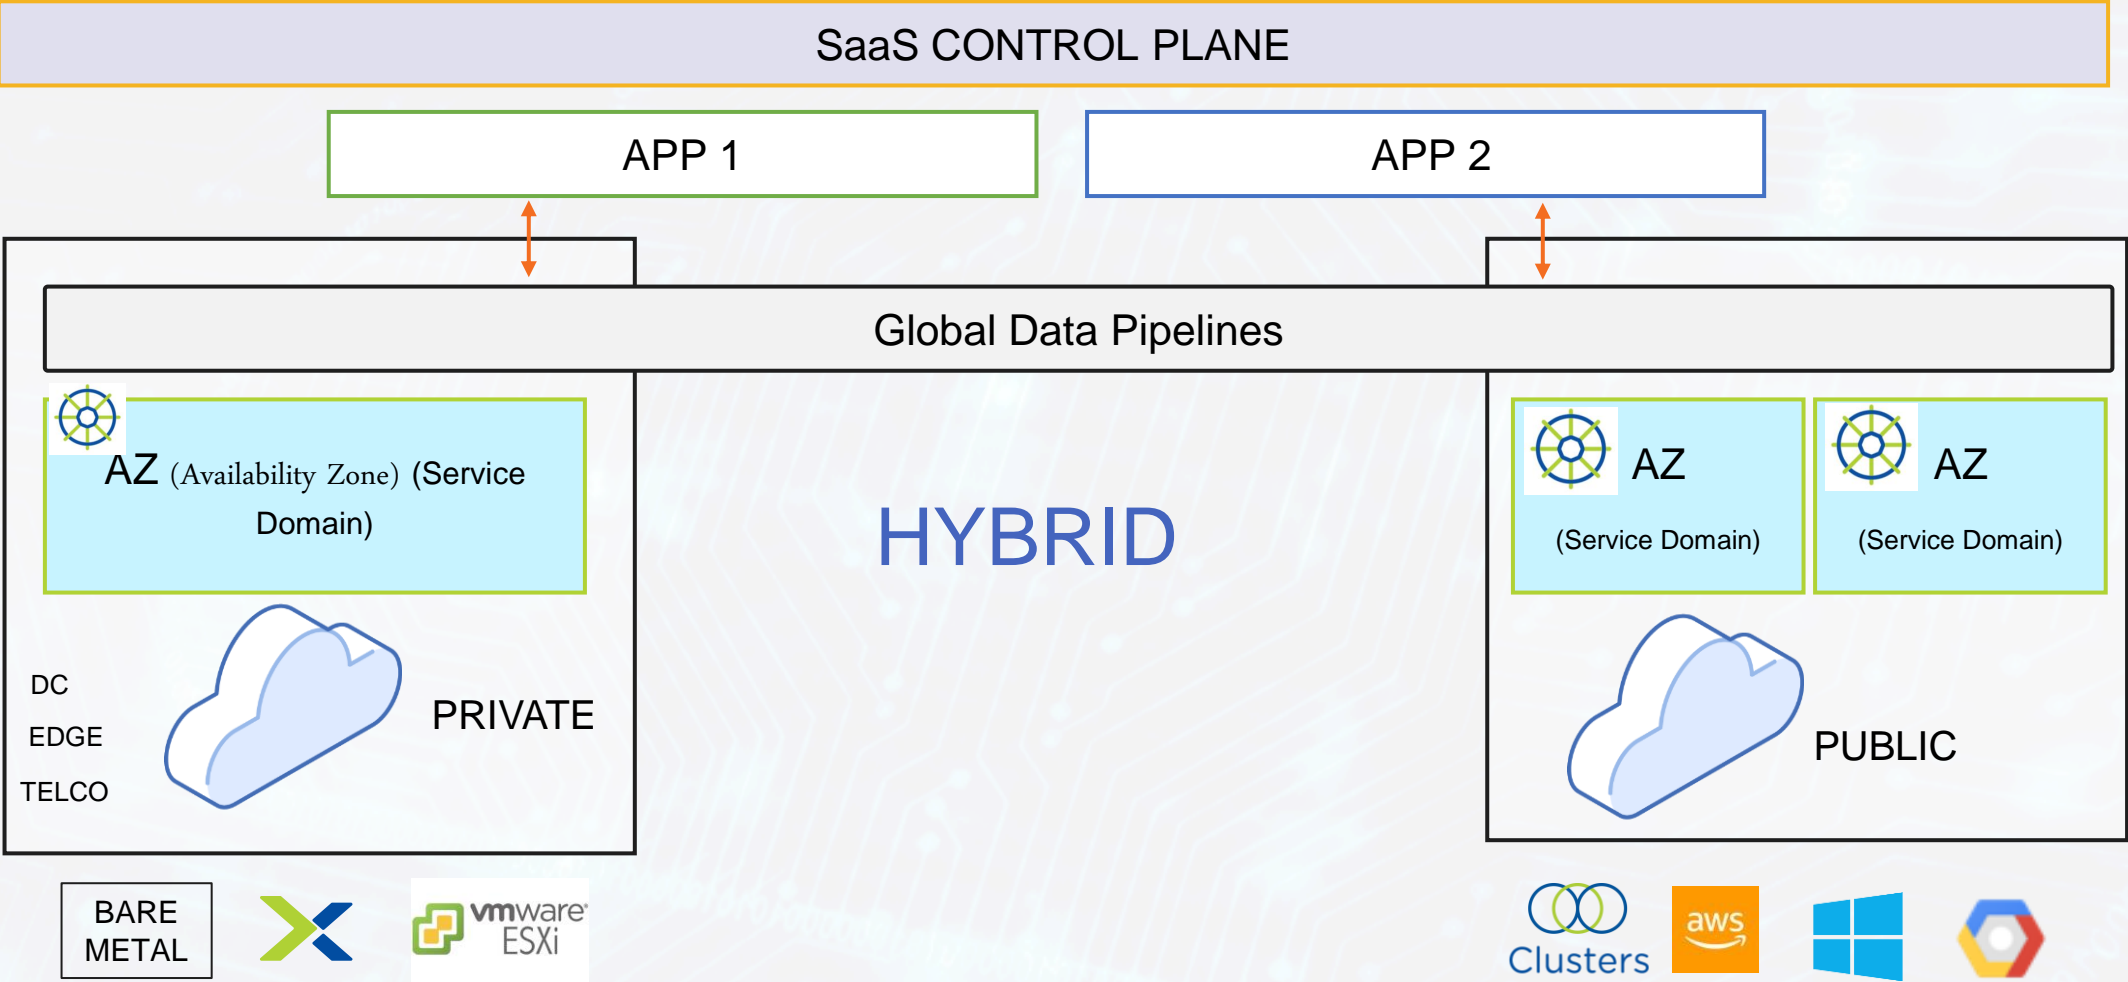 SaaS CONTROL PLANE
APP 1
APP 2
Global Data Pipelines
AZ (Availability Zone) (Service
Domain)
HYBRID
AZ
(Service Domain)
AZ
(Service Domain)
DC
EDGE
TELCO
PRIVATE
PUBLIC
BARE
METAL
vmware®
ESXi
Clusters
aws